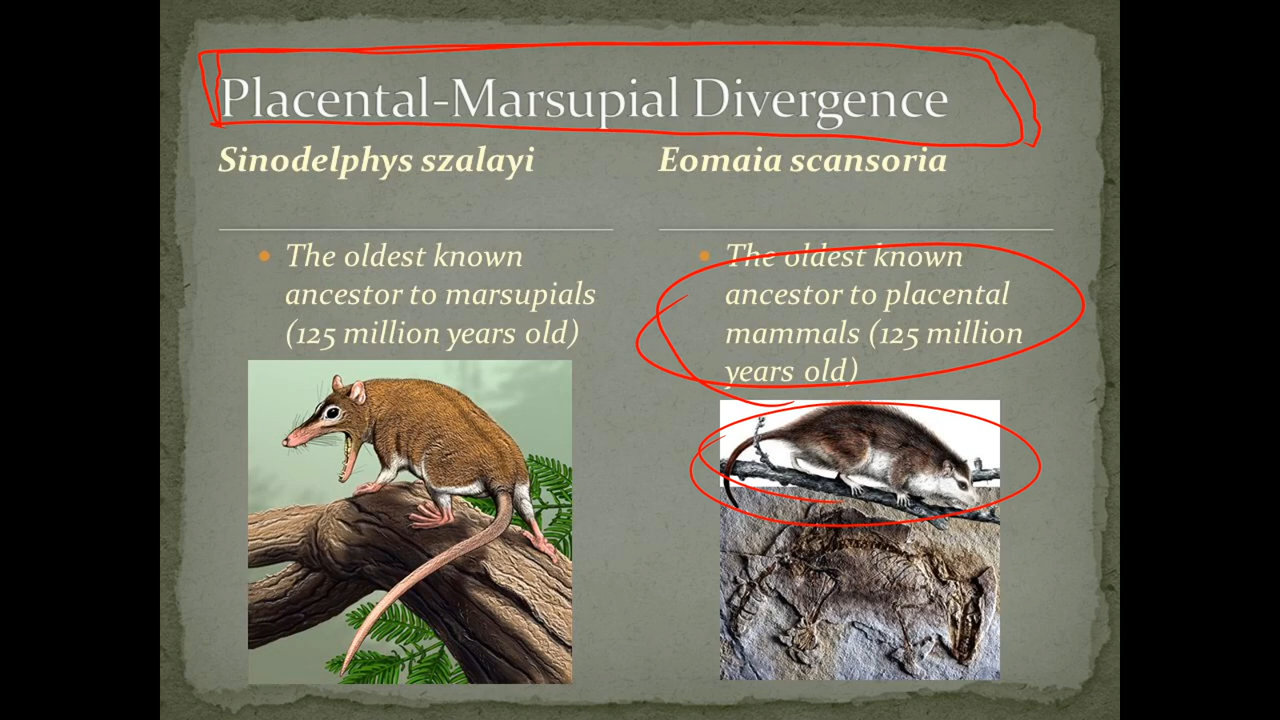 Placental-Marsupial Divergence
Sinodelphys szalayi
The oldest known
ancestor to marsupials
(125 million years old)
Eomaia scansoria
The oldest known
ancestor to placental
mammals (125 million
years old)